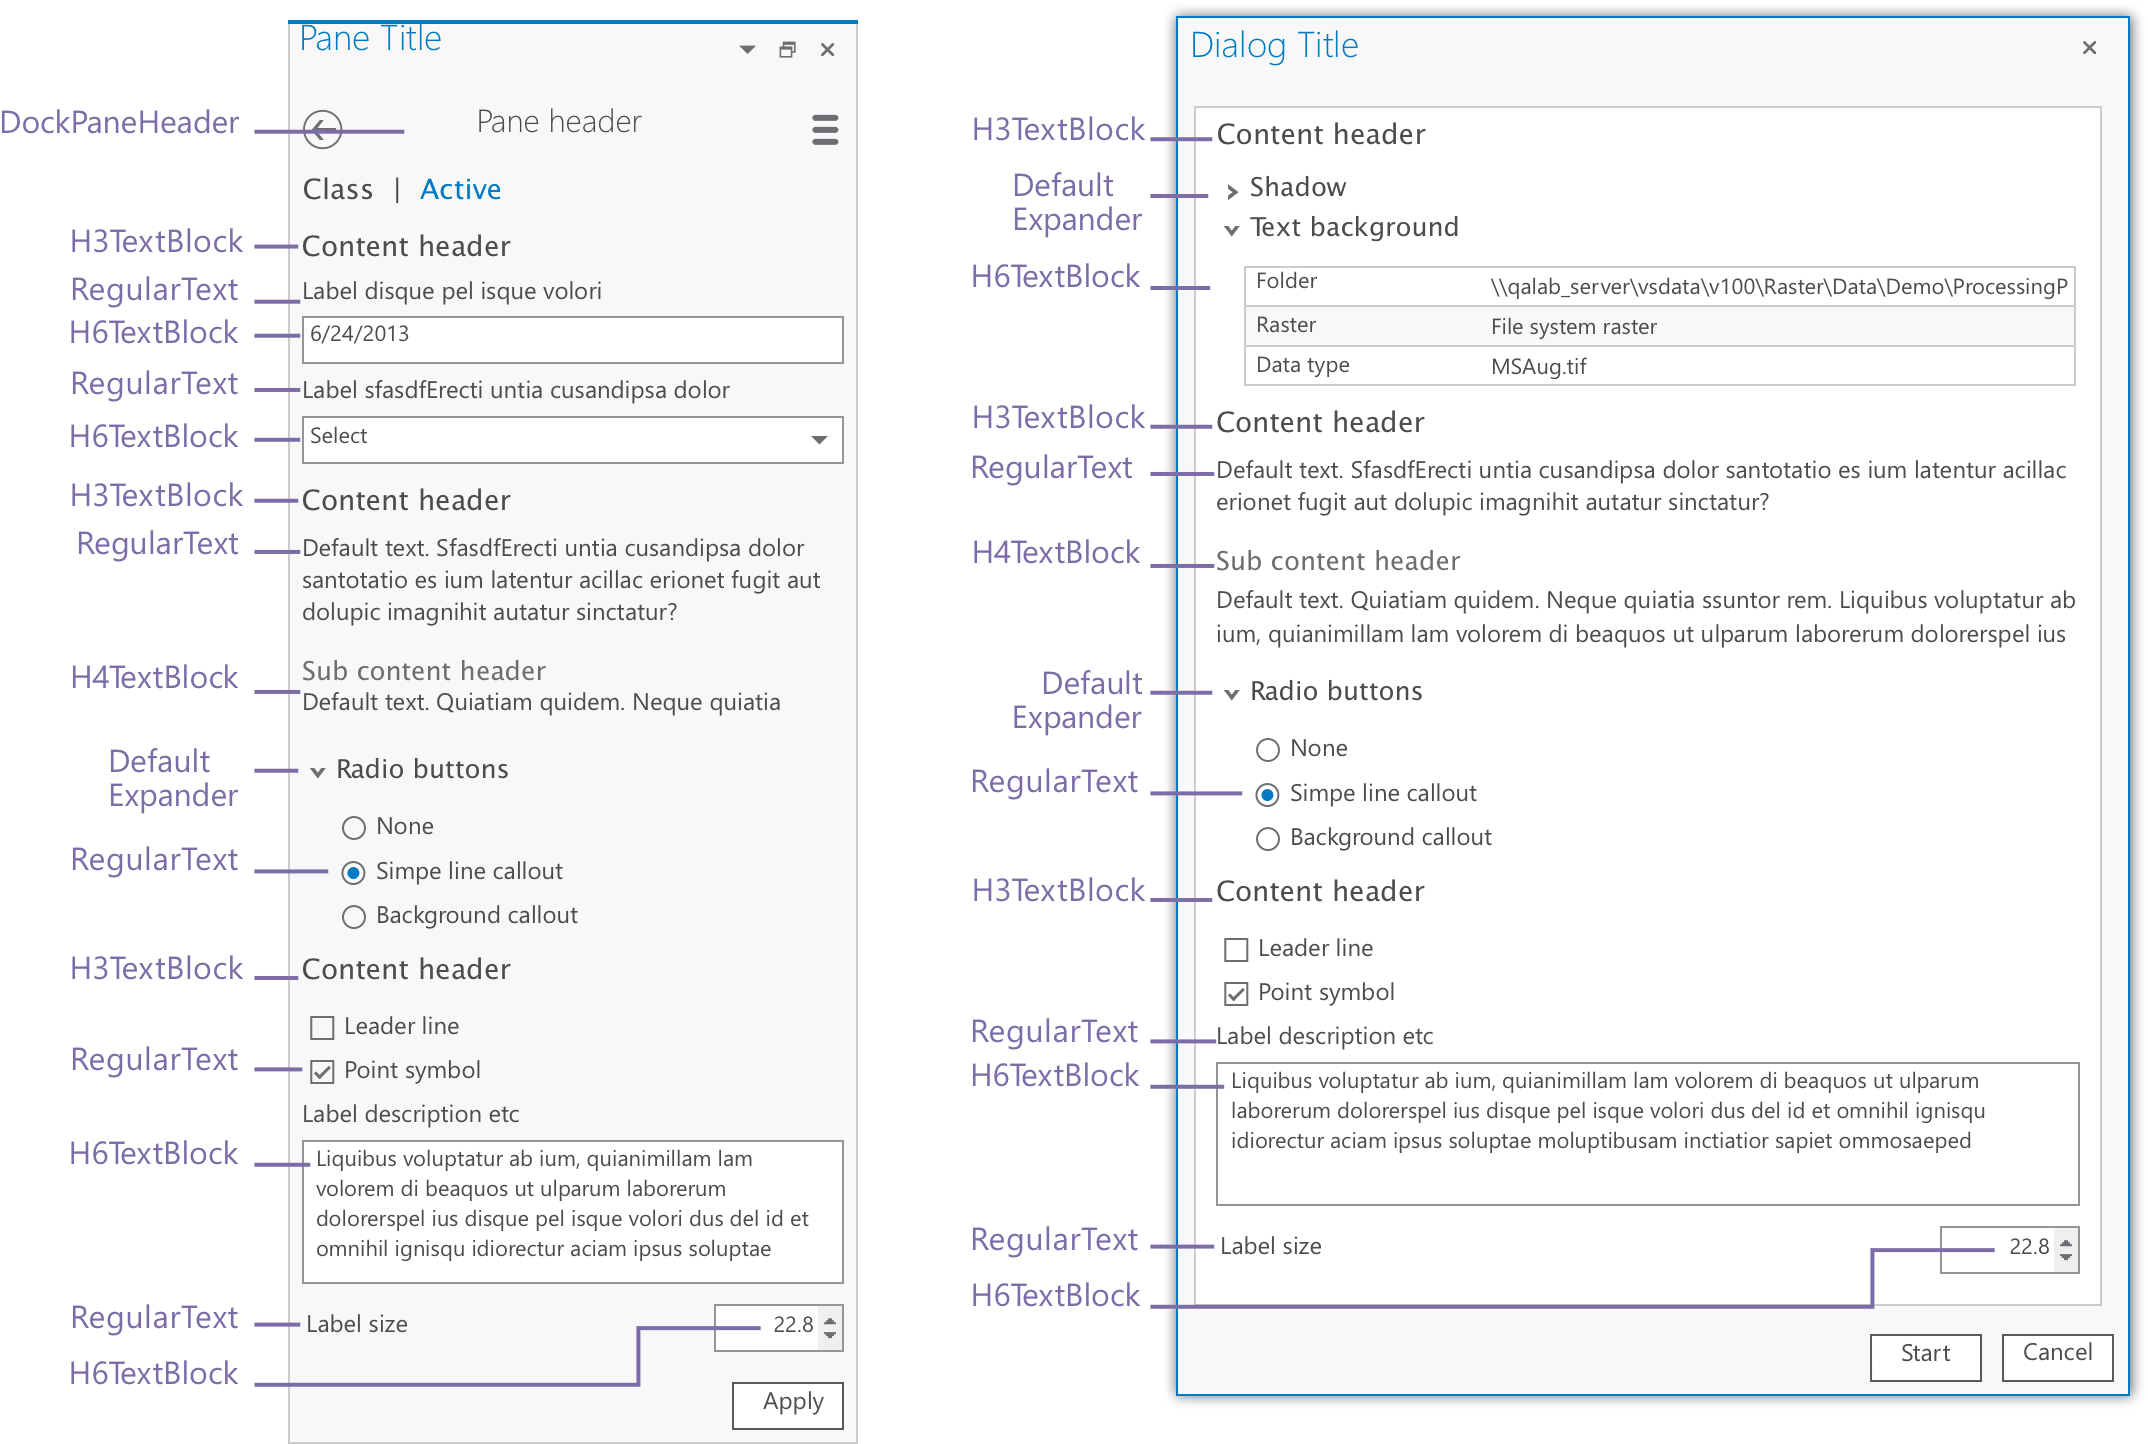 Pane Title
DockPaneHeader
Pane header
Class | Active
H3TextBlock
Content header
RegularText
Label disque pel isque volori
H6TextBlock
6/24/2013
RegularText
Label sfasdfErecti untia cusandipsa dolor
H6TextBlock
Select
H3TextBlock
Content header
RegularText
Default text. SfasdfErecti untia cusandipsa dolor
santotatio es ium latentur acillac erionet fugit aut
dolupic imagnihit autatur sinctatur?
H4TextBlock
Sub content header
Default text. Quiatiam quidem. Neque quiatia
Default
Expander
Radio buttons
None
RegularText
Simpe line callout
Background callout
H3TextBlock
Content header
Leader line
RegularText
Point symbol
Label description etc
H6TextBlock
Liquibus voluptatur ab ium, quianimillam lam
volorem di beaquos ut ulparum laborerum
dolorerspel ius disque pel isque volori dus del id et
omnihil ignisqu idiorectur aciam ipsus soluptae
RegularText
Label size
22.8
H6TextBlock
Apply
Dialog Title
H3TextBlock
Content header
Default
Expander
Shadow
Text background
H6TextBlock
Folder \\qalab_server\vsdata\v100\Raster\Data\Demo\ProcessingP
Raster File system raster
Data type MSAug.tif
H3TextBlock
Content header
RegularText
Default text. SfasdfErecti untia cusandipsa dolor santotatio es ium latentur acillac
erionet fugit aut dolupic imagnihit autatur sinctatur?
H4TextBlock
Sub content header
Default text. Quiatiam quidem. Neque quiatia ssuntor rem. Liquibus voluptatur ab
ium, quianimillam lam volorem di beaquos ut ulparum laborerum dolorerspel ius
Default
Expander
Radio buttons
None
RegularText
Simpe line callout
Background callout
H3TextBlock
Content header
Leader line
Point symbol
RegularText
Label description etc
H6TextBlock
Liquibus voluptatur ab ium, quianimillam lam volorem di beaquos ut ulparum
laborerum dolorerspel ius disque pel isque volori dus del id et omnihil ignisqu
idiorectur aciam ipsus soluptae moluptibusam inctiatior sapiet ommosaeped
RegularText
Label size
22.8
H6TextBlock
Start
Cancel